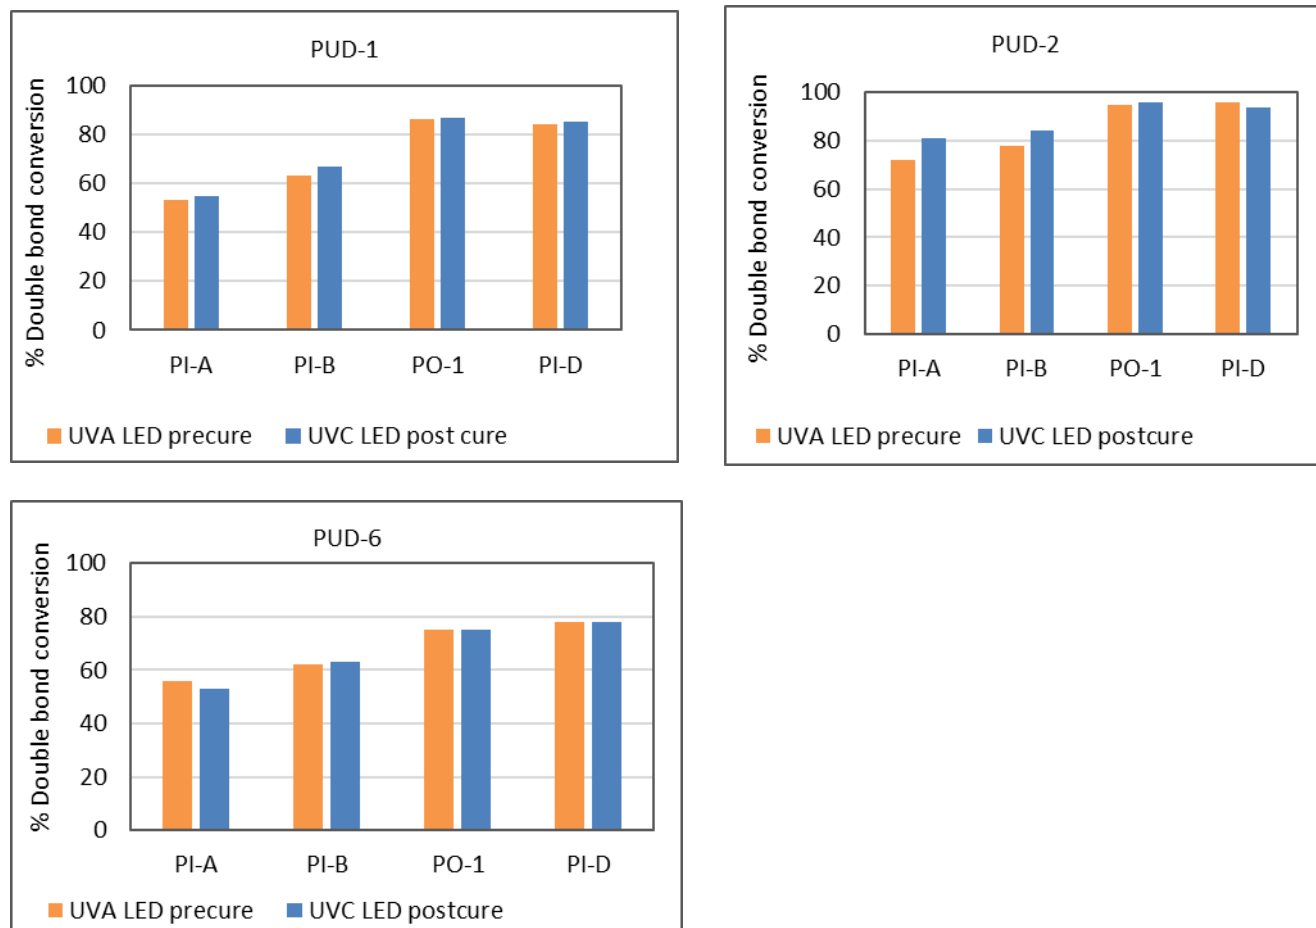 PUD-1
% Double bond conversion
100
80
60
40
20
0
PI-A PI-B PO-1 PI-D
UVA LED precure UVC LED post cure
PUD-2
% Double bond conversion
100
80
60
40
20
0
PI-A PI-B PO-1 PI-D
UVA LED precure UVC LED postcure
PUD-6
% Double bond conversion
100
80
60
40
20
0
PI-A PI-B PO-1 PI-D
UVA LED precure UVC LED postcure